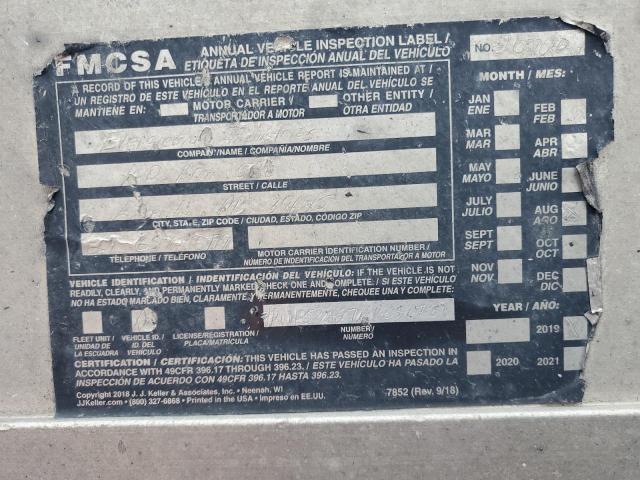 FMCSA
ANNUAL VEHICLE INSPECTION LABEL/
ETIQUETA DE INSPECCIÓN ANUAL DEL VEHÍCULO
NO.
A RECORD OF THIS VEHICLE'S ANNUAL VEHICLE REPORT IS MAINTAINED AT /
UN REGISTRO DE ESTE VEHÍCULO EN EL REPORTE ANUAL DEL VEHÍCULO SE
MANTIENE EN: MOTOR CARRIER / TRANSPORTADOR A MOTOR OTHER ENTITY / OTRA ENTIDAD
COMPANY/NAME / COMPAÑIA/NOMBRE
STREET / CALLE
CITY, STATE, ZIP CODE / CIUDAD, ESTADO, CÓDIGO ZIP
TELEPHONE / TELÉFONO
MOTOR CARRIER IDENTIFICATION NUMBER /
NÚMERO DE INDENTIFICACIÓN DEL TRANSPORTADOR A MOTOR
VEHICLE IDENTIFICATION / INDENTIFICACIÓN DEL VEHÍCULO: IF THE VEHICLE IS NOT
READILY, CLEARLY, AND PERMANENTLY MARKED, CHECK ONE AND COMPLETE. / SI ESTE VEHÍCULO
NO HA ESTADO MARCADO BIEN, CLARAMENTE, Y PERMANENTEMENTE, CHEQUEE UNA Y COMPLETE.
FLEET UNIT / UNIDAD DE LA ESCUADRA
VEHICLE ID. / ID. DEL VEHÍCULO
LICENSE/REGISTRATION / PLACA/MATRICULA
NUMBER / NÚMERO
CERTIFICATION / CERTIFICACIÓN: THIS VEHICLE HAS PASSED AN INSPECTION IN
ACCORDANCE WITH 49CFR 396.17 THROUGH 396.23. / ESTE VEHÍCULO HA PASADO LA
INSPECCIÓN DE ACUERDO CON 49CFR 396.17 HASTA 396.23.
Copyright 2018 J. J. Keller & Associates, Inc. • Neenah, WI
JJKeller.com • (800) 327-6868 • Printed in the USA • Impreso en EE.UU.
7852 (Rev. 9/18)
MONTH / MES:
JAN ENE FEB FEB
MAR MAR APR ABR
MAY MAYO JUNE JUNIO
JULY JULIO AUG AGO
SEPT SEPT OCT OCT
NOV NOV DEC DIC
YEAR / AÑO:
2019
2020 2021